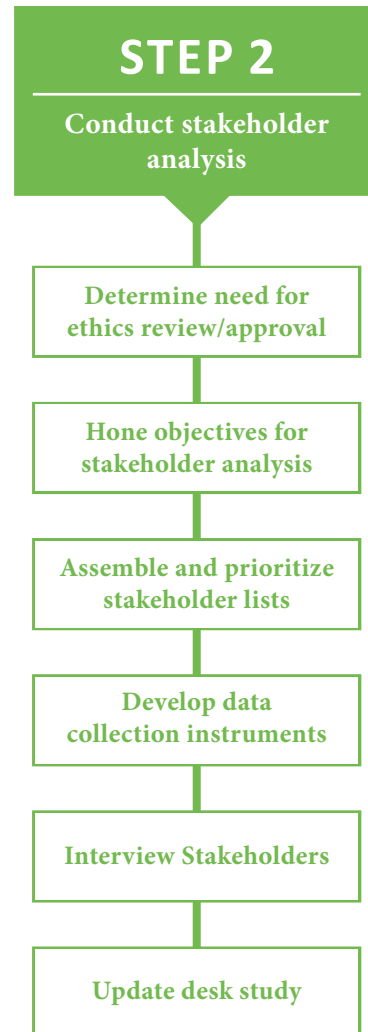 STEP 2
Conduct stakeholder
analysis
Determine need for
ethics review/approval
Hone objectives for
stakeholder analysis
Assemble and prioritize
stakeholder lists
Develop data
collection instruments
Interview Stakeholders
Update desk study